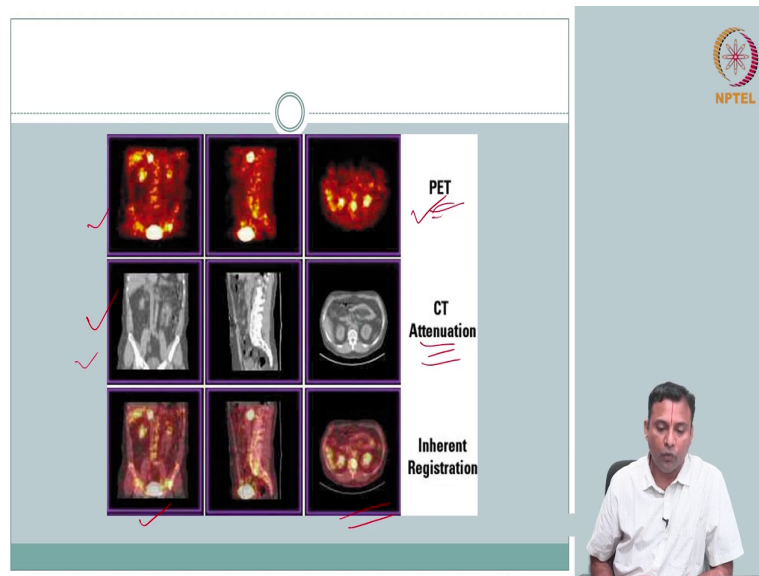 NPTEL
PET
CT
Attenuation
Inherent
Registration